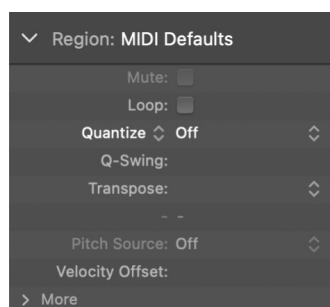 Region: MIDI Defaults
Mute:
Loop:
Quantize Off
Q-Swing:
Transpose:
- -
Pitch Source: Off
Velocity Offset:
More